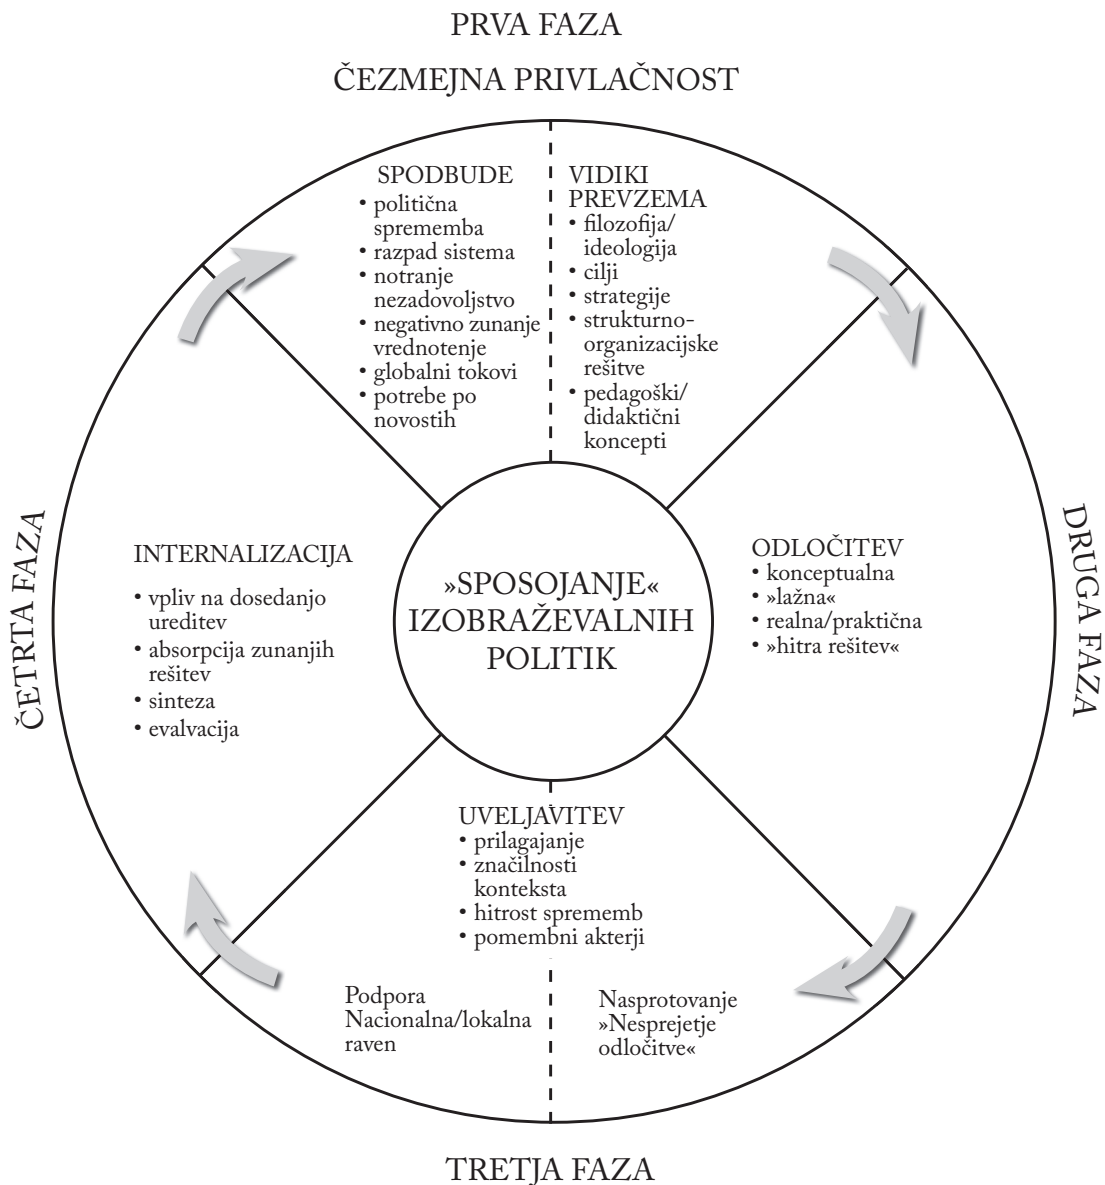 PRVA FAZA
ČEZMEJNA PRIVLAČNOST
SPODBUDE
• politična
sprememba
• razpad sistema
• notranje
nezadovoljstvo
• negativno zunanje
vrednotenje
• globalni tokovi
• potrebe po
novostih
VIDIKI
PREVZEMA
• filozofija/
ideologija
• cilji
• strategije
• strukturno-
organizacijske
rešitve
• pedagoški/
didaktični
koncepti
DRUGA FAZA
ODLOČITEV
• konceptualna
• »lažna«
• realna/praktična
• »hitra rešitev«
»SPOSOJANJE«
IZOBRAŽEVALNIH
POLITIK
UVELJAVITEV
• prilagajanje
• značilnosti
konteksta
• hitrost sprememb
• pomembni akterji
Podpora
Nacionalna/lokalna
raven
Nasprotovanje
»Nesprejetje
odločitve«
TRETJA FAZA
ČETRTA FAZA
INTERNALIZACIJA
• vpliv na dosedanjo
ureditev
• absorpcija zunanjih
rešitev
• sinteza
• evalvacija